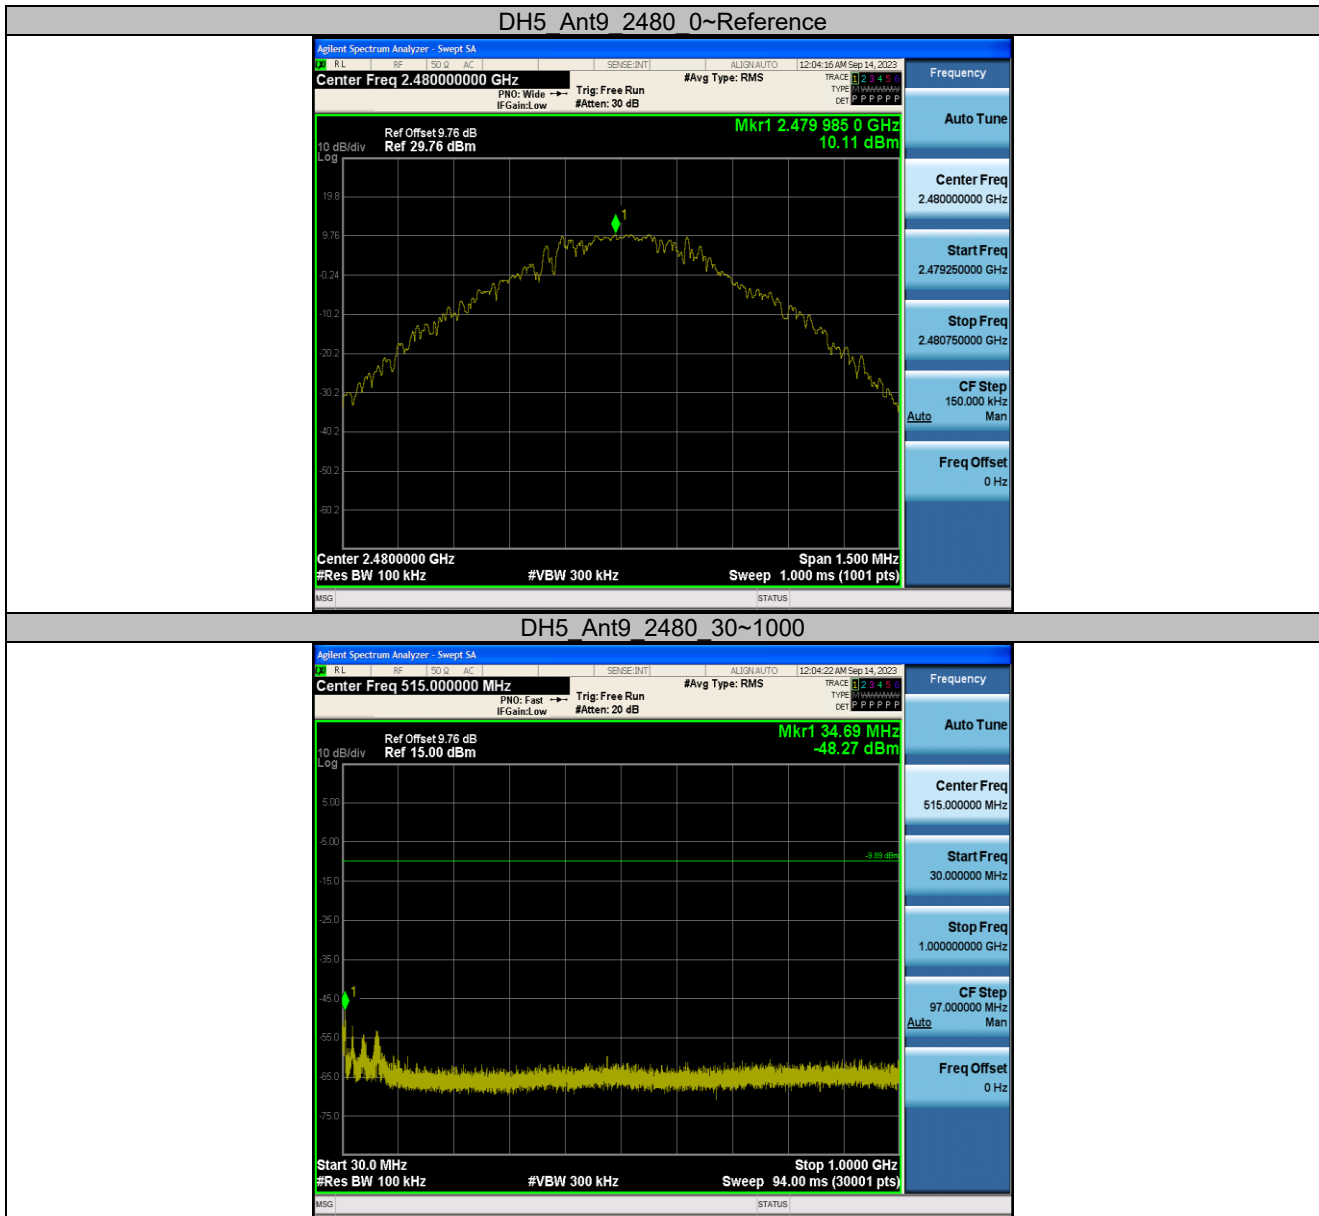 DH5_Ant9_2480_0~Reference
Agilent Spectrum Analyzer - Swept SA
RL RF 50 Ω AC SENSE:INT ALIGN AUTO 12:04:16 AM Sep 14, 2023
Center Freq 2.480000000 GHz
#Avg Type: RMS
TRACE 1 2 3 4 5 6
PNO: Wide
Trig: Free Run
TYPE
IFGain:Low
#Atten: 30 dB
DET P P P P P P
Frequency
Mkr1 2.479 985 0 GHz
10.11 dBm
Ref Offset 9.76 dB
10 dB/div
Ref 29.76 dBm
Log
19.8
9.76
-0.24
-10.2
-20.2
-30.2
-40.2
-50.2
-60.2
1
Center 2.4800000 GHz
Span 1.500 MHz
#Res BW 100 kHz
#VBW 300 kHz
Sweep 1.000 ms (1001 pts)
MSG
STATUS
Auto Tune
Center Freq
2.480000000 GHz
Start Freq
2.479250000 GHz
Stop Freq
2.480750000 GHz
CF Step
150.000 kHz
Auto Man
Freq Offset
0 Hz
DH5_Ant9_2480_30~1000
Agilent Spectrum Analyzer - Swept SA
RL RF 50 Ω AC SENSE:INT ALIGN AUTO 12:04:22 AM Sep 14, 2023
Center Freq 515.000000 MHz
#Avg Type: RMS
TRACE 1 2 3 4 5 6
PNO: Fast
Trig: Free Run
TYPE
IFGain:Low
#Atten: 20 dB
DET P P P P P P
Frequency
Mkr1 34.69 MHz
-48.27 dBm
Ref Offset 9.76 dB
10 dB/div
Ref 15.00 dBm
Log
5.00
-5.00
-15.0
-25.0
-35.0
-45.0
-55.0
-65.0
-75.0
-9.89 dBm
1
Start 30.0 MHz
Stop 1.0000 GHz
#Res BW 100 kHz
#VBW 300 kHz
Sweep 94.00 ms (30001 pts)
MSG
STATUS
Auto Tune
Center Freq
515.000000 MHz
Start Freq
30.000000 MHz
Stop Freq
1.000000000 GHz
CF Step
97.000000 MHz
Auto Man
Freq Offset
0 Hz